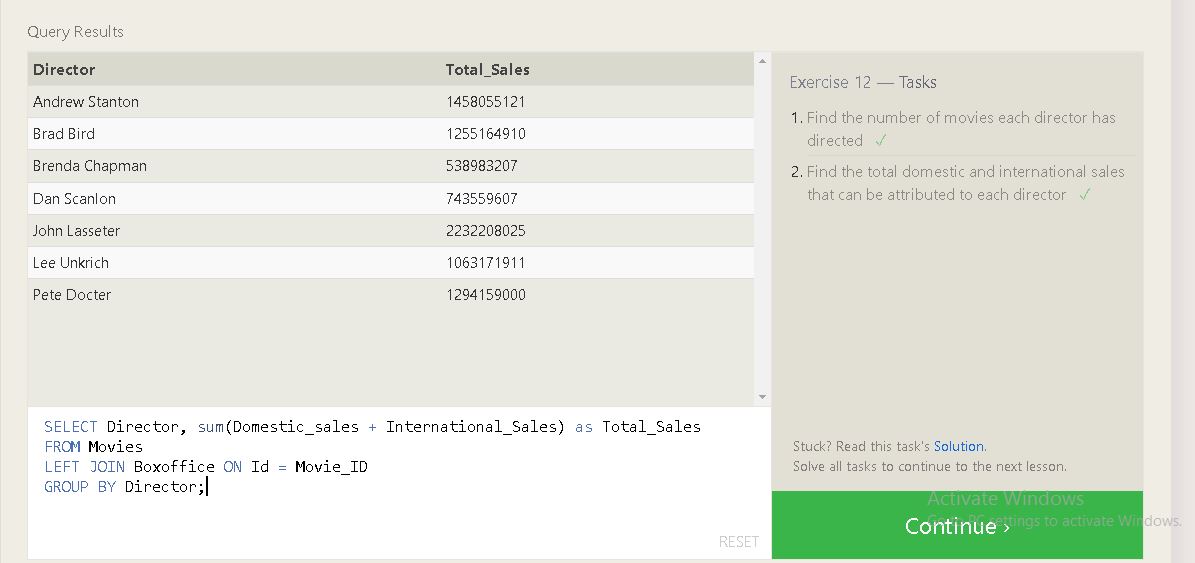 Query Results
Director Total_Sales
Andrew Stanton 1458055121
Brad Bird 1255164910
Brenda Chapman 538983207
Dan Scanlon 743559607
John Lasseter 2232208025
Lee Unkrich 1063171911
Pete Docter 1294159000
SELECT Director, sum(Domestic_sales + International_Sales) as Total_Sales
FROM Movies
LEFT JOIN Boxoffice ON Id = Movie_ID
GROUP BY Director;
RESET
Exercise 12 — Tasks
1. Find the number of movies each director has
directed ✓
2. Find the total domestic and international sales
that can be attributed to each director ✓
Stuck? Read this task's Solution.
Solve all tasks to continue to the next lesson.
Activate Windows
Go to PC settings to activate Windows.
Continue ›